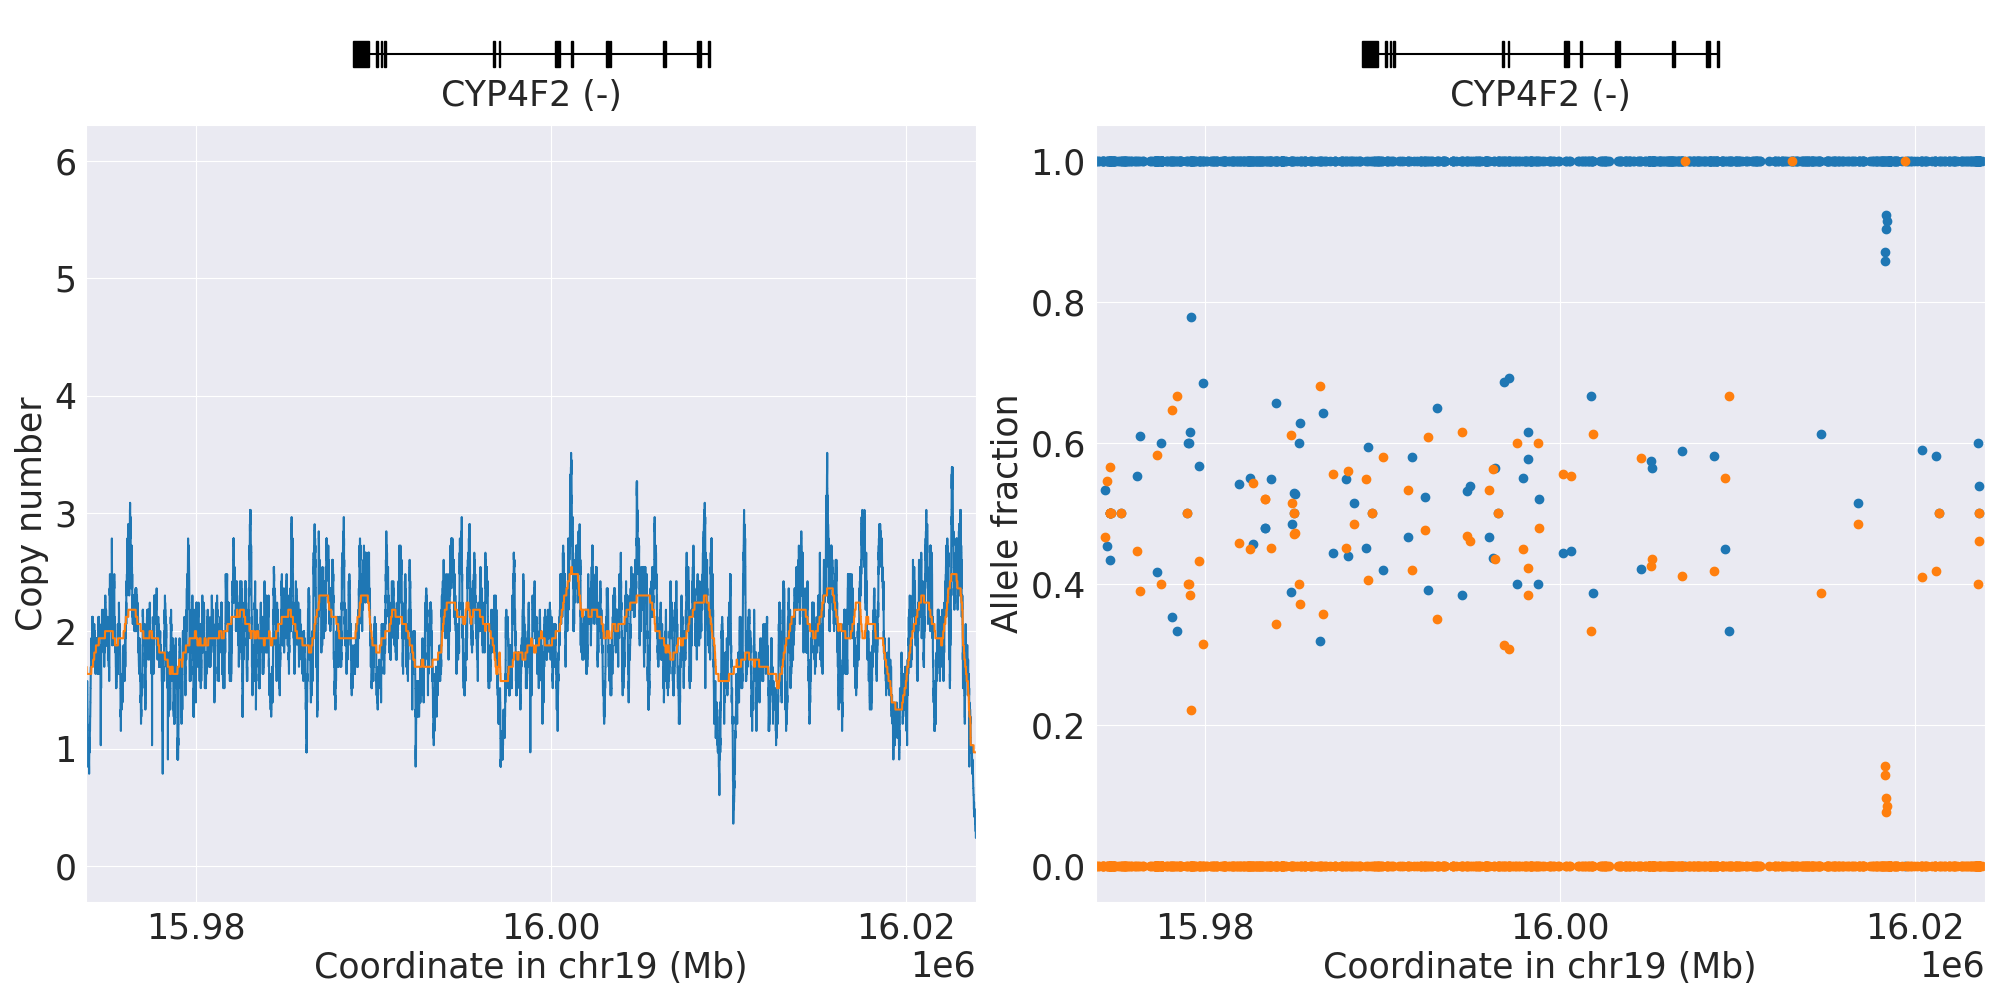 CYP4F2 (-)
6
5
4
3
2
1
0
Copy number
15.98
16.00
16.02
Coordinate in chr19 (Mb)
1e6
CYP4F2 (-)
1.0
0.8
0.6
0.4
0.2
0.0
Allele fraction
15.98
16.00
16.02
Coordinate in chr19 (Mb)
1e6